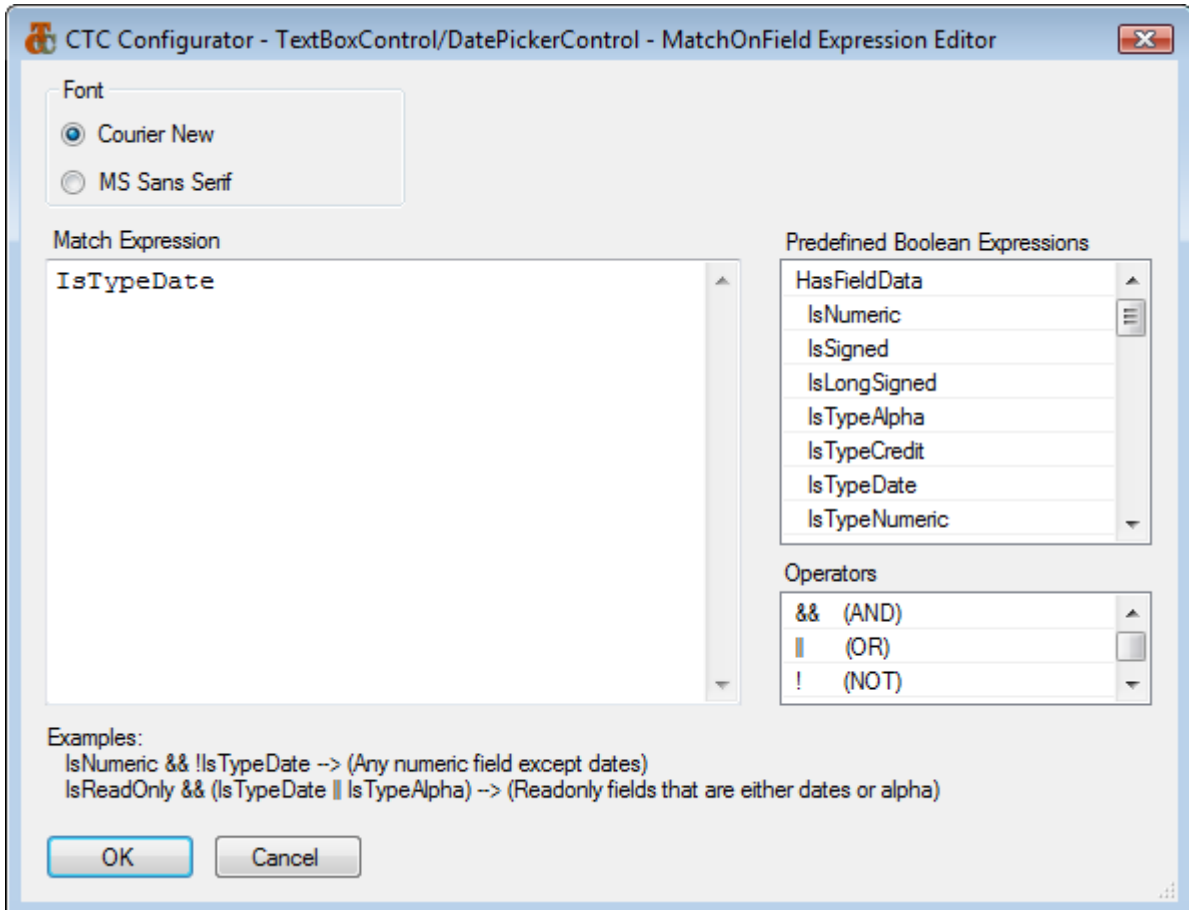 CTC Configurator - TextBoxControl/DatePickerControl - MatchOnField Expression Editor
Font
Courier New
MS Sans Serif
Match Expression
IsTypeDate
Predefined Boolean Expressions
HasFieldData
IsNumeric
IsSigned
IsLongSigned
IsTypeAlpha
IsTypeCredit
IsTypeDate
IsTypeNumeric
Operators
&& (AND)
|| (OR)
! (NOT)
Examples:
IsNumeric && !IsTypeDate --> (Any numeric field except dates)
IsReadOnly && (IsTypeDate || IsTypeAlpha) --> (Readonly fields that are either dates or alpha)
OK
Cancel